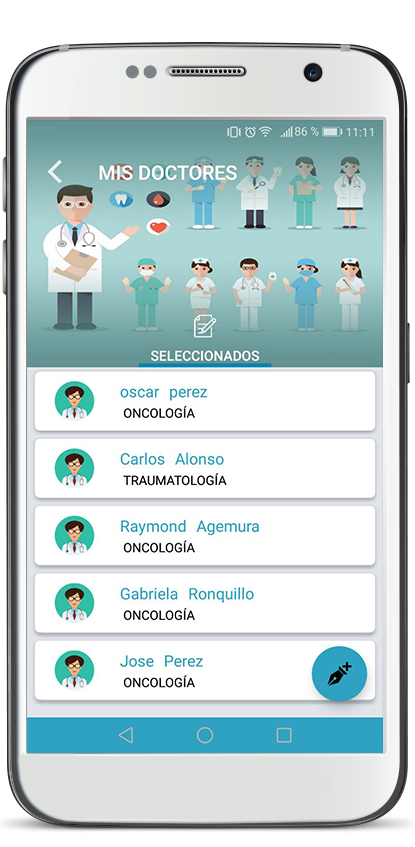 86 % 11:11
MIS DOCTORES
SELECCIONADOS
oscar perez
ONCOLOGÍA
Carlos Alonso
TRAUMATOLOGÍA
Raymond Agemura
ONCOLOGÍA
Gabriela Ronquillo
ONCOLOGÍA
Jose Perez
ONCOLOGÍA